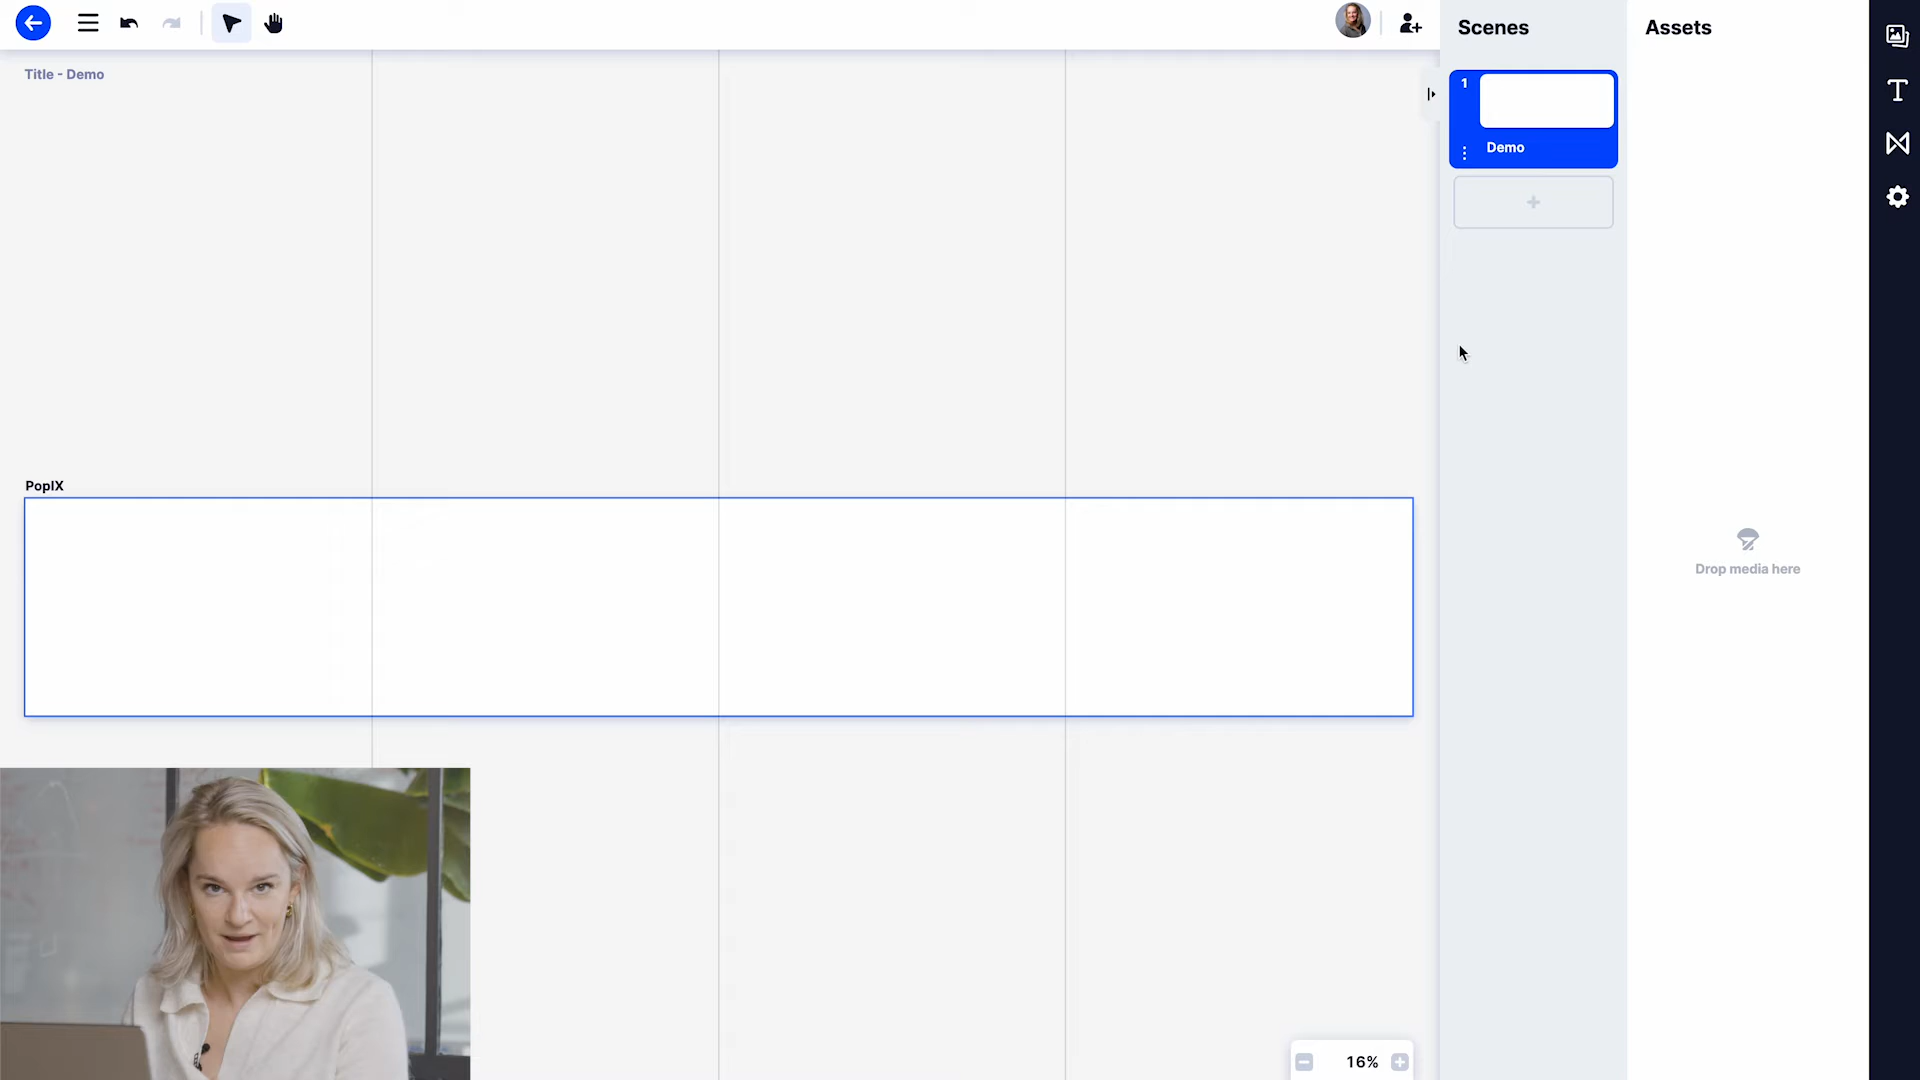 Scenes
Assets
Title - Demo
1
Demo
PopIX
Drop media here
16%